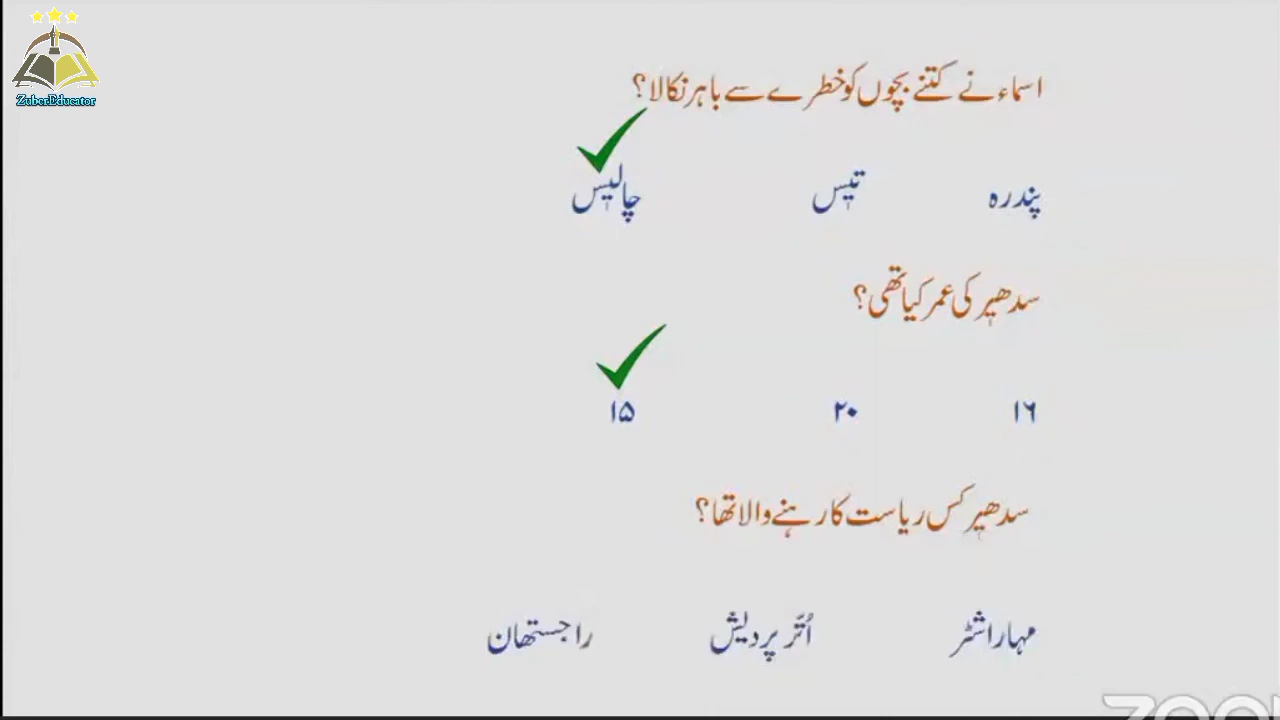 ZuberEducator
اسماء نے کتنے بچوں کو خطرے سے باہر نکالا؟
پندرہ تیس چالیس
سدھیر کی عمر کیا تھی؟
۱۶ ۲۰ ۱۵
سدھیر کس ریاست کا رہنے والا تھا؟
مہاراشٹر اُتّر پردیش راجستھان